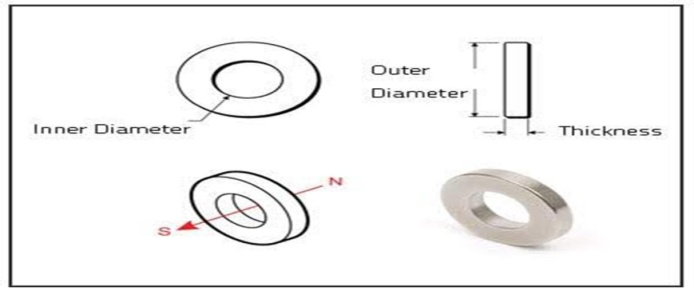 Outer
Diameter
Inner Diameter
Thickness
N
S